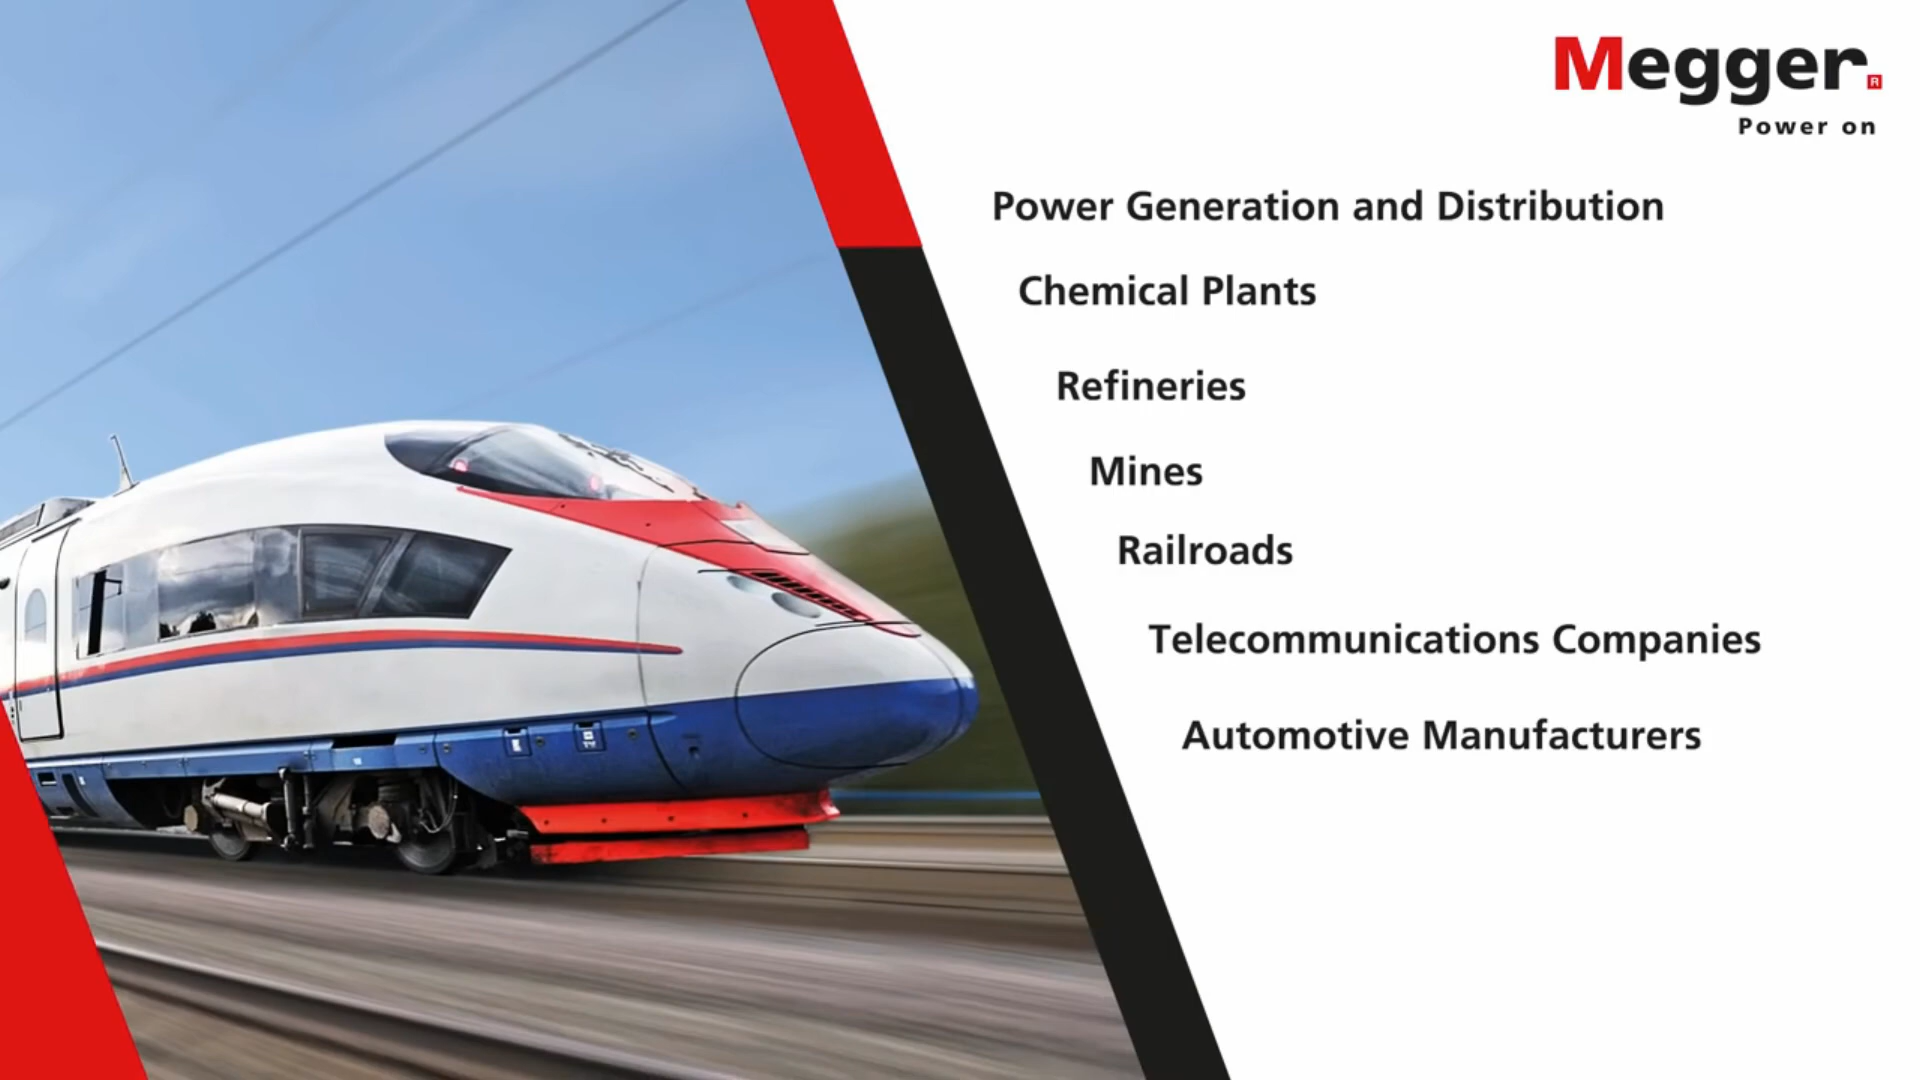 Megger.
Power on
Power Generation and Distribution
Chemical Plants
Refineries
Mines
Railroads
Telecommunications Companies
Automotive Manufacturers